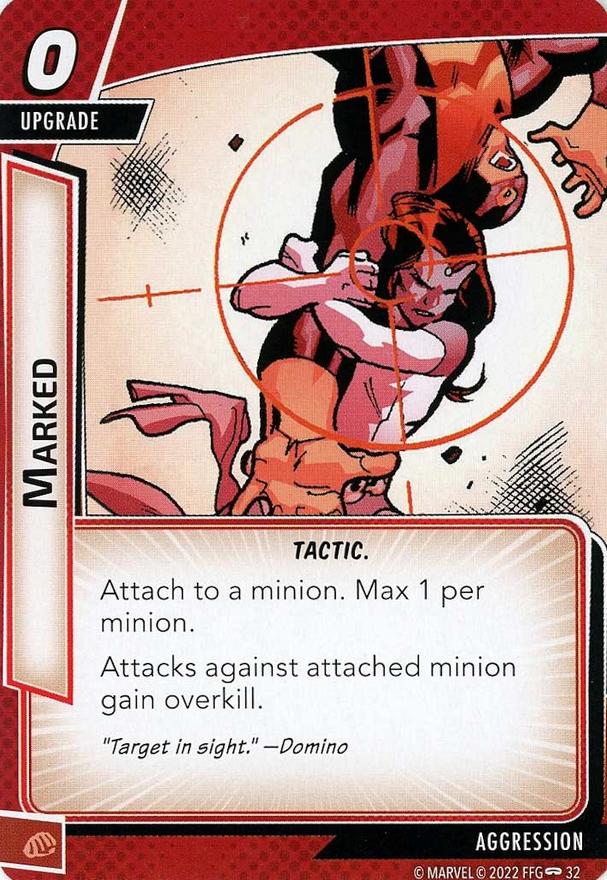 0
UPGRADE
MARKED
TACTIC.
Attach to a minion. Max 1 per
minion.
Attacks against attached minion
gain overkill.
"Target in sight." —Domino
AGGRESSION
© MARVEL © 2022 FFG 32